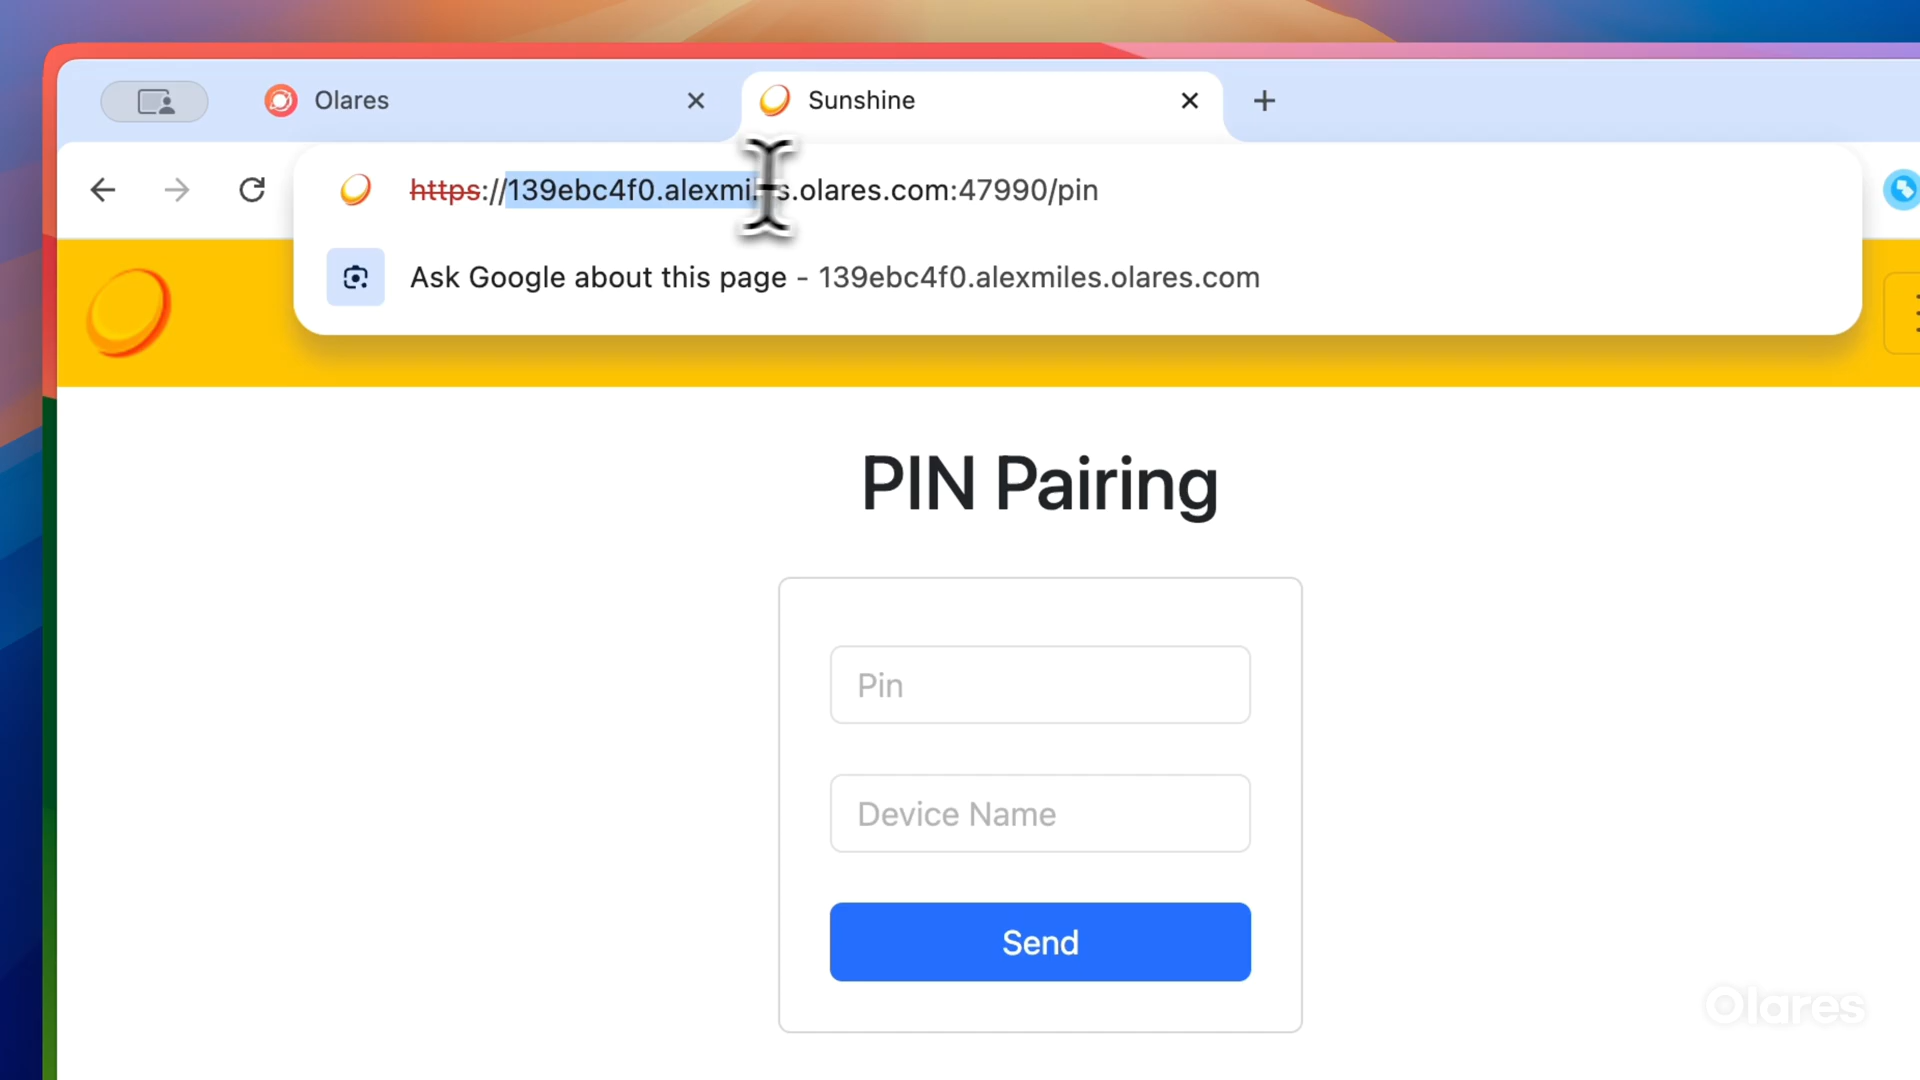 Olares
Sunshine
https://139ebc4f0.alexmiles.olares.com:47990/pin
Ask Google about this page - 139ebc4f0.alexmiles.olares.com
PIN Pairing
Pin
Device Name
Send
Olares